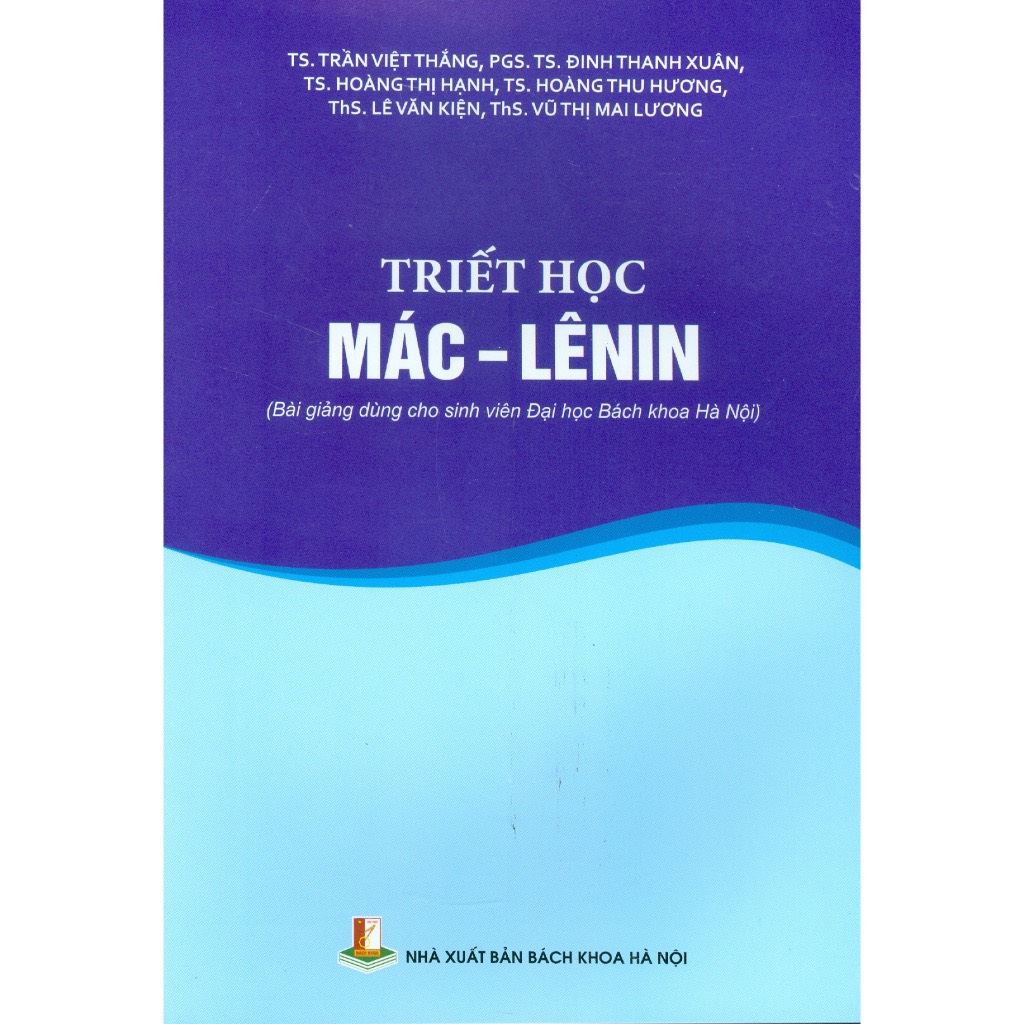 TS. TRẦN VIỆT THẮNG, PGS. TS. ĐINH THANH XUÂN,
TS. HOÀNG THỊ HẠNH, TS. HOÀNG THU HƯƠNG,
ThS. LÊ VĂN KIỆN, ThS. VŨ THỊ MAI LƯƠNG
TRIẾT HỌC
MÁC – LÊNIN
(Bài giảng dùng cho sinh viên Đại học Bách khoa Hà Nội)
NHÀ XUẤT BẢN BÁCH KHOA HÀ NỘI